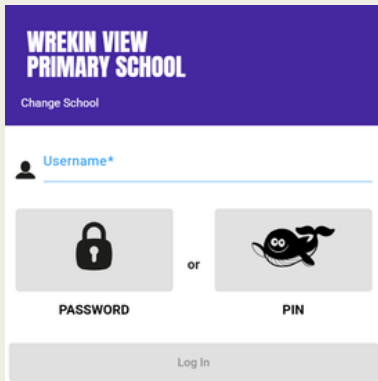 WREKIN VIEW
PRIMARY SCHOOL
Change School
Username*
or
PASSWORD
PIN
Log In